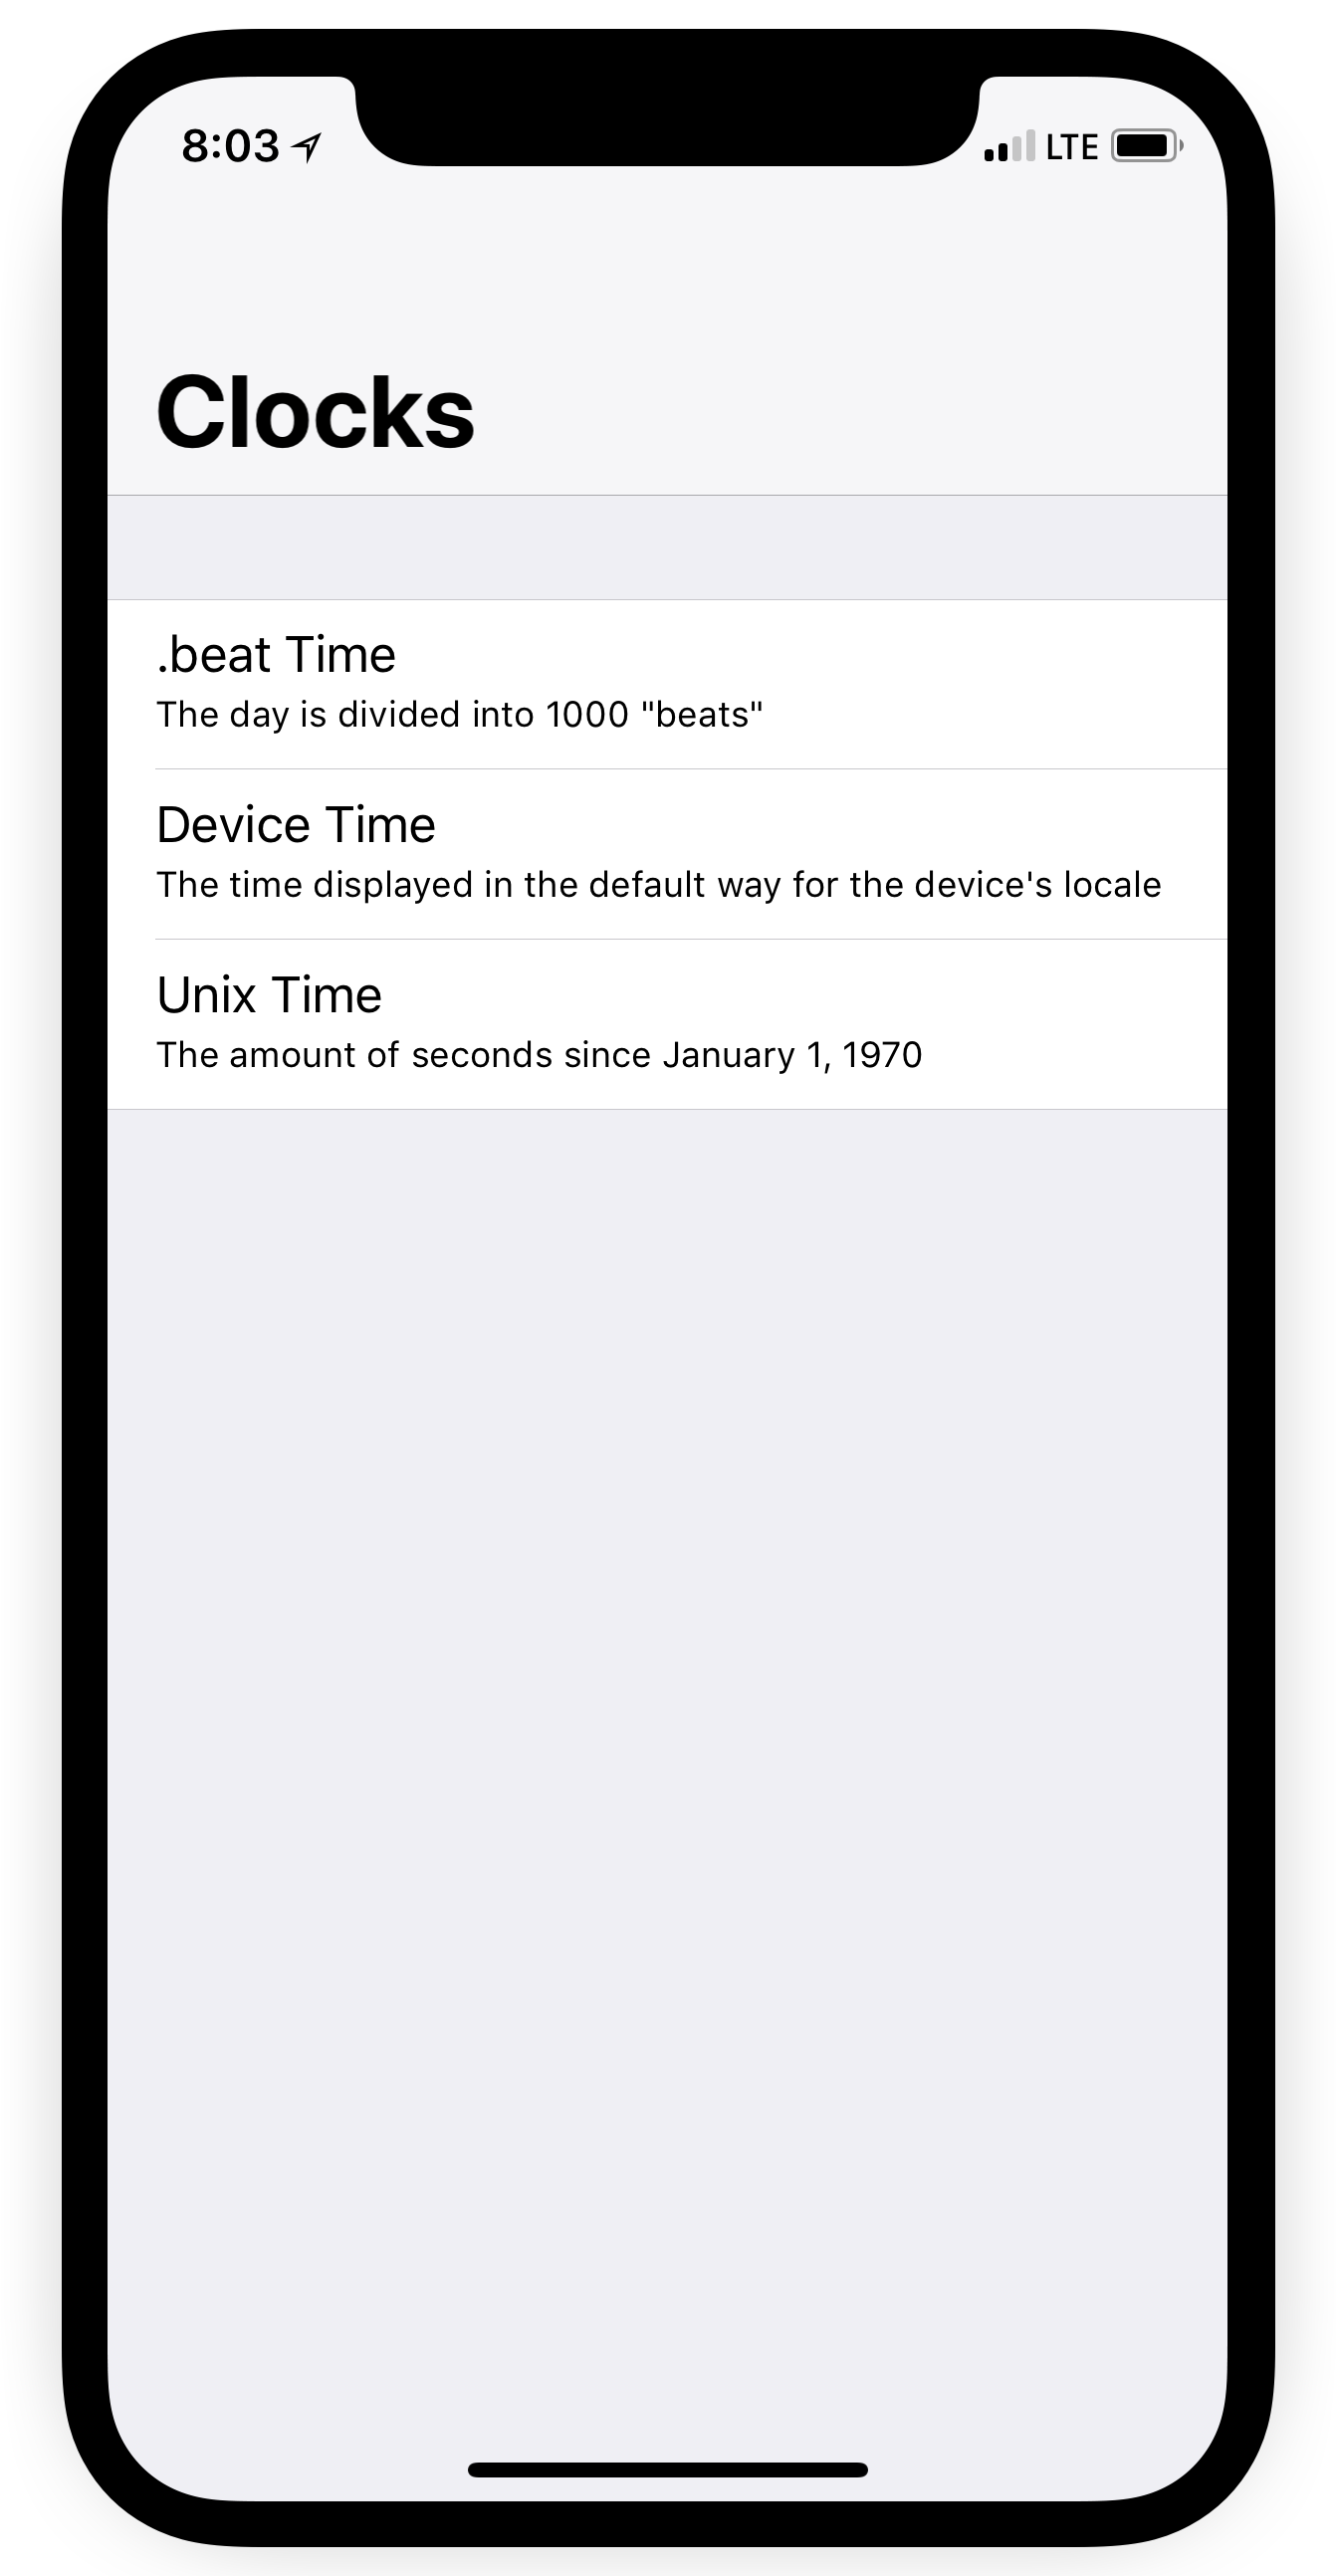 8:03
LTE
Clocks
.beat Time
The day is divided into 1000 "beats"
Device Time
The time displayed in the default way for the device's locale
Unix Time
The amount of seconds since January 1, 1970